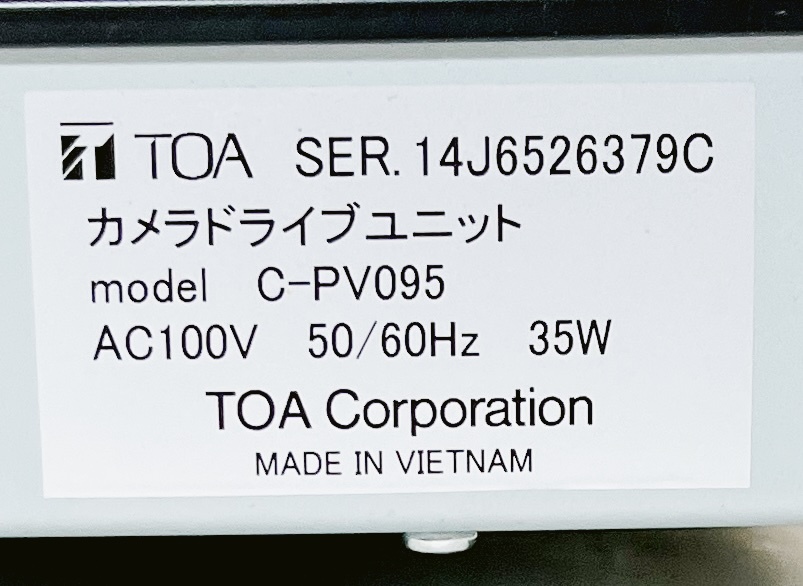 TOA SER. 14J6526379C
カメラドライブユニット
model C-PV095
AC100V 50/60Hz 35W
TOA Corporation
MADE IN VIETNAM